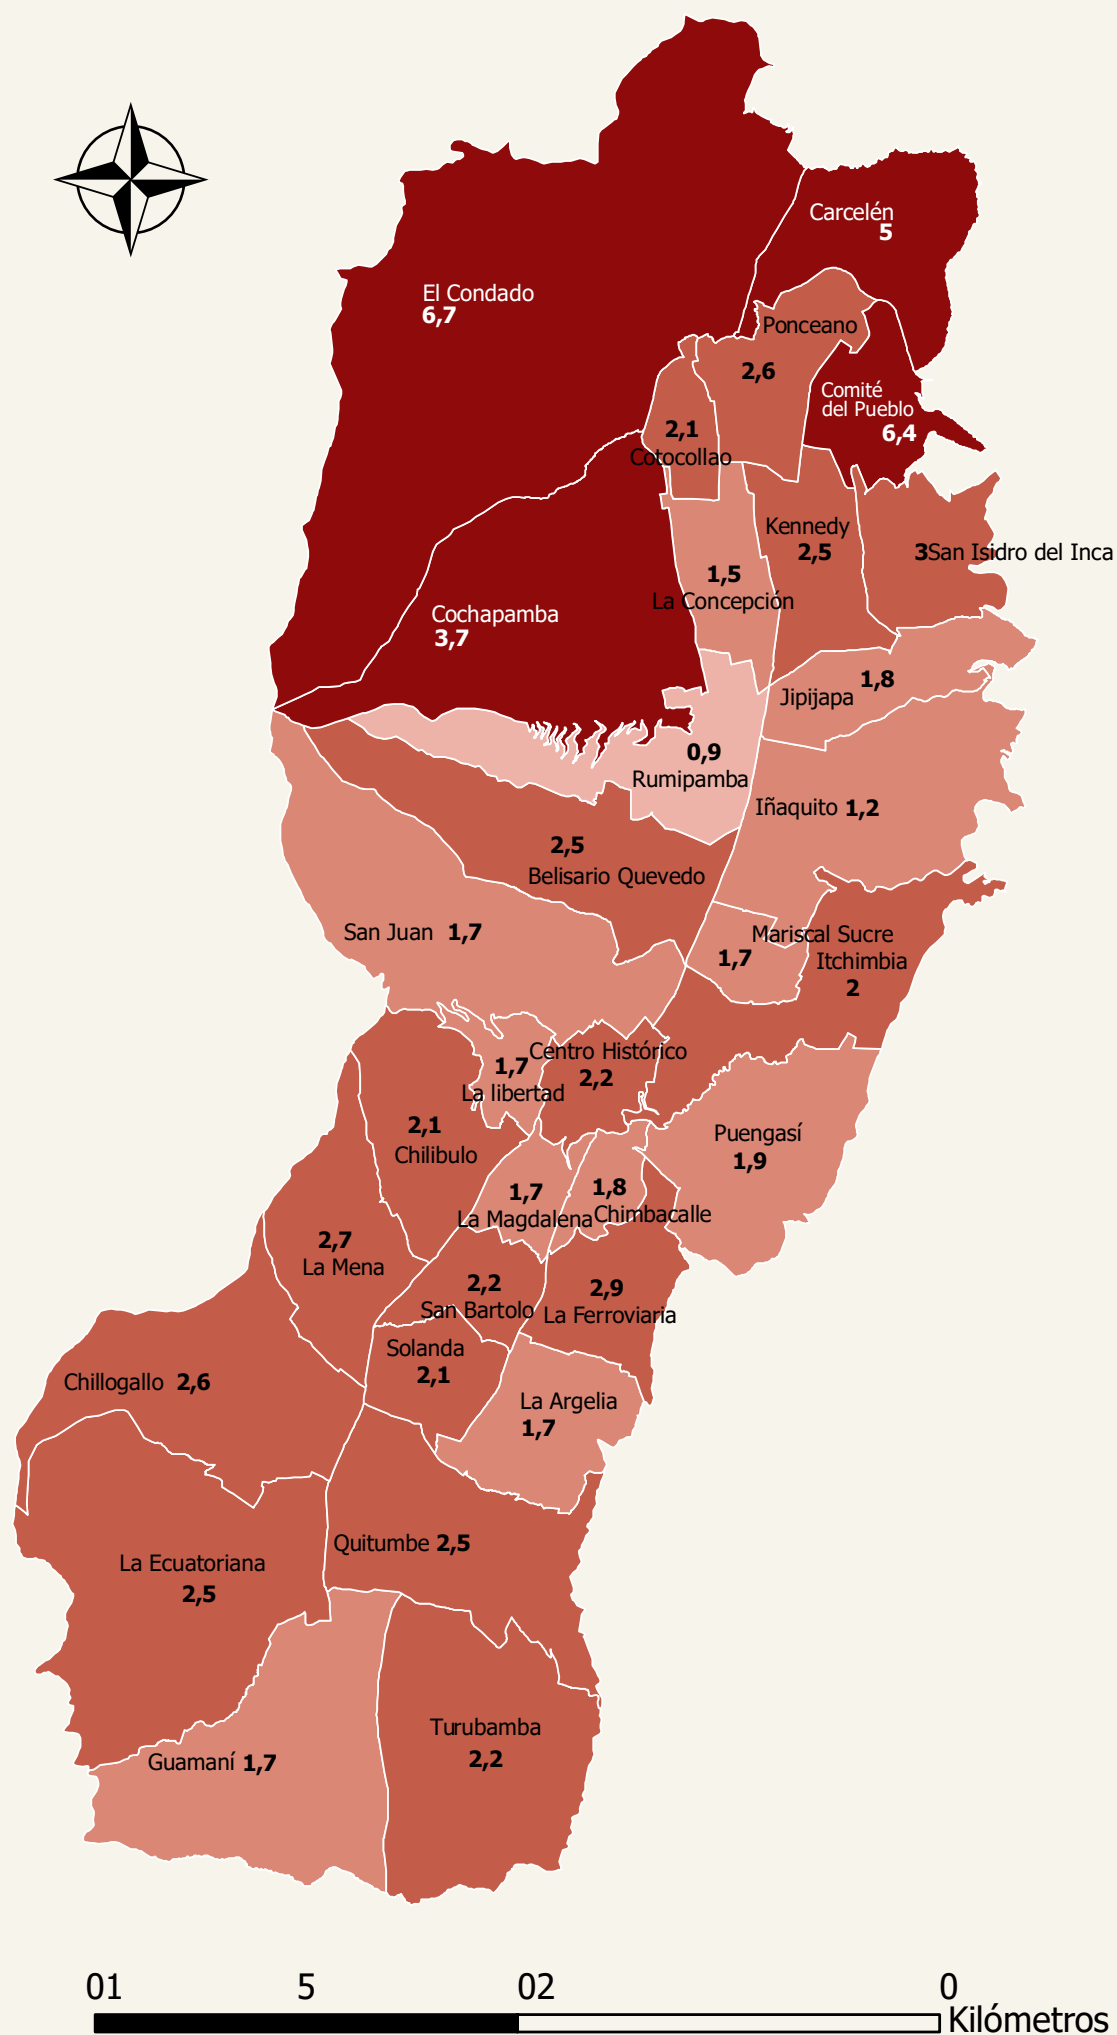 Carcelén
5
El Condado
6,7
Ponceano
2,6
Comité
del Pueblo
6,4
2,1
Cotocollao
Kennedy
2,5
3San Isidro del Inca
1,5
La Concepción
Cochapamba
3,7
1,8
Jipijapa
0,9
Rumipamba
Iñaquito 1,2
2,5
Belisario Quevedo
San Juan 1,7
Mariscal Sucre
1,7
Itchimbia
2
Centro Histórico
2,2
1,7
La libertad
2,1
Chilibulo
Puengasí
1,9
1,7
La Magdalena
1,8
Chimbacalle
2,7
La Mena
2,2
San Bartolo
2,9
La Ferroviaria
Solanda
2,1
Chillogallo 2,6
La Argelia
1,7
Quitumbe 2,5
La Ecuatoriana
2,5
Turubamba
2,2
Guamaní 1,7
01 5 02 0
Kilómetros